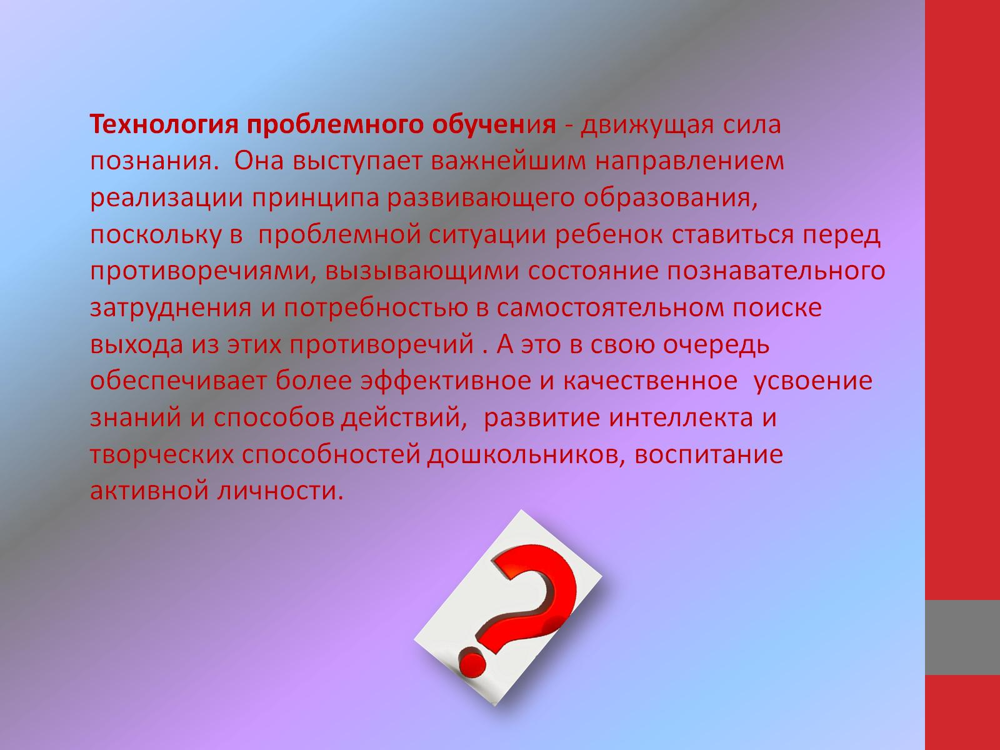 Технология проблемного обучения - движущая сила
познания.  Она выступает важнейшим направлением
реализации принципа развивающего образования,
поскольку в  проблемной ситуации ребенок ставиться перед
противоречиями, вызывающими состояние познавательного
затруднения и потребностью в самостоятельном поиске
выхода из этих противоречий . А это в свою очередь
обеспечивает более эффективное и качественное  усвоение
знаний и способов действий,  развитие интеллекта и
творческих способностей дошкольников, воспитание
активной личности.
?